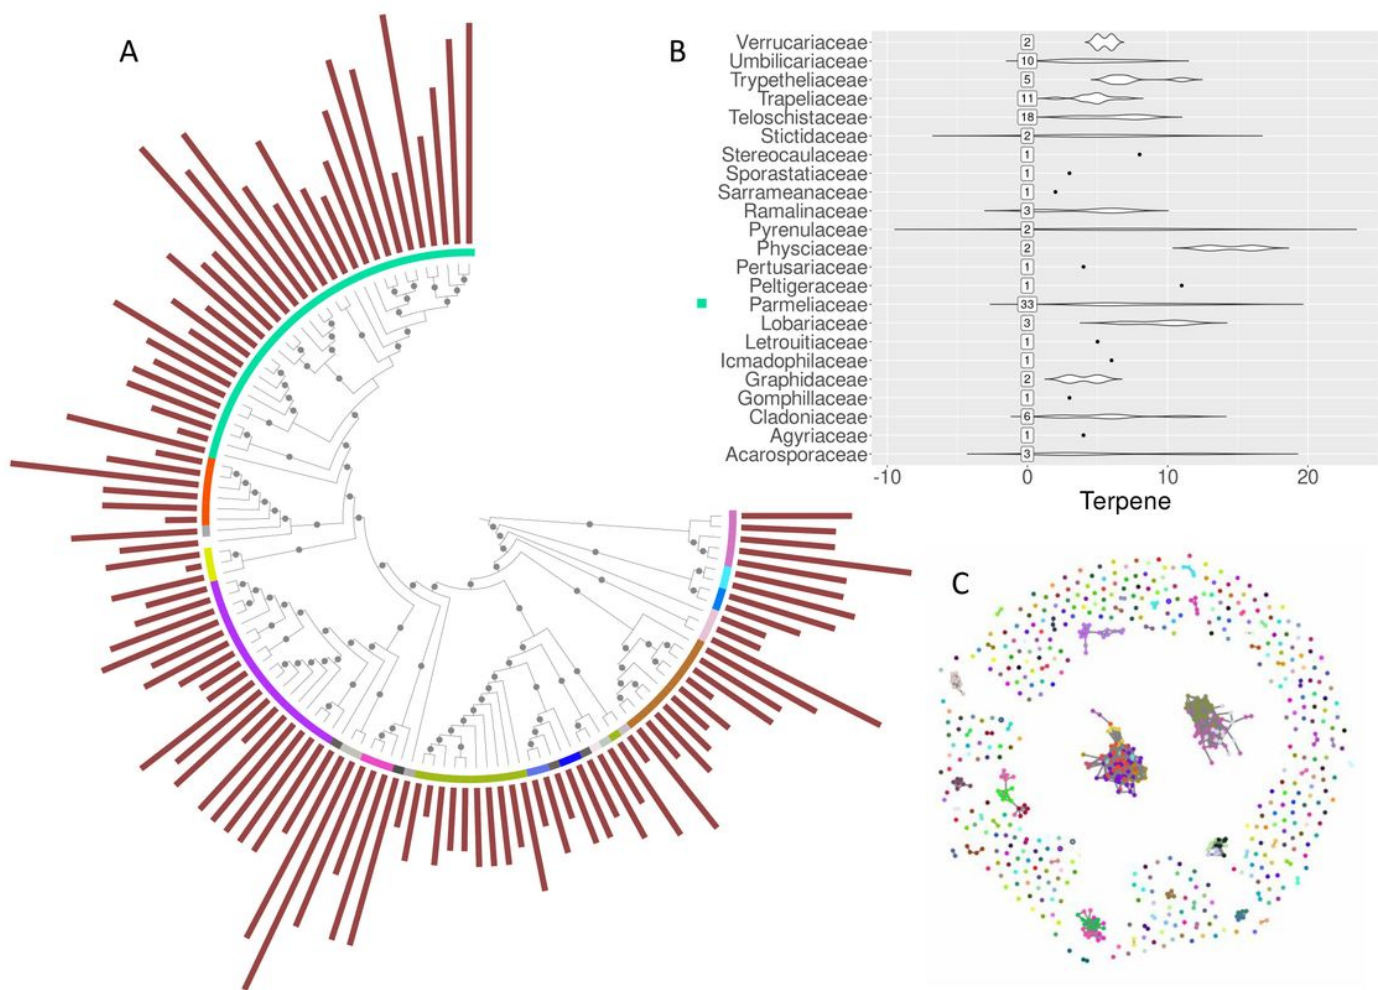 A
B
Verrucariaceae 2
Umbilicariaceae 10
Trypetheliaceae 5
Trapeliaceae 11
Teloschistaceae 18
Stictidaceae 2
Stereocaulaceae 1
Sporastatiaceae 1
Sarrameanaceae 1
Ramalinaceae 3
Pyrenulaceae 2
Physciaceae 2
Pertusariaceae 1
Peltigeraceae 1
Parmeliaceae 33
Lobariaceae 3
Letrouitiaceae 1
Icmadophilaceae 1
Graphidaceae 2
Gomphillaceae 1
Cladoniaceae 6
Agyriaceae 1
Acarosporaceae 3
-10 0 10 20
Terpene
C